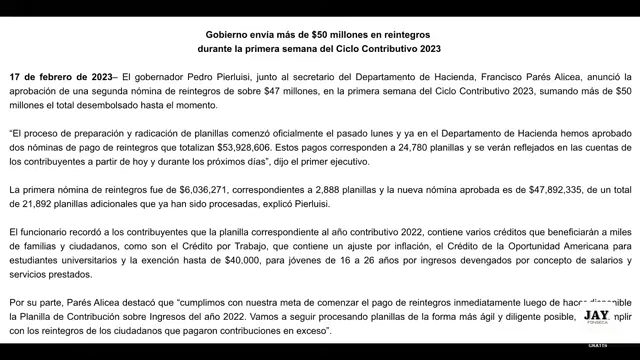 Gobierno envía más de $50 millones en reintegros
durante la primera semana del Ciclo Contributivo 2023
17 de febrero de 2023– El gobernador Pedro Pierluisi, junto al secretario del Departamento de Hacienda, Francisco Parés Alicea, anunció la
aprobación de una segunda nómina de reintegros de sobre $47 millones, en la primera semana del Ciclo Contributivo 2023, sumando más de $50
millones el total desembolsado hasta el momento.
“El proceso de preparación y radicación de planillas comenzó oficialmente el pasado lunes y ya en el Departamento de Hacienda hemos aprobado
dos nóminas de pago de reintegros que totalizan $53,928,606. Estos pagos corresponden a 24,780 planillas y se verán reflejados en las cuentas de
los contribuyentes a partir de hoy y durante los próximos días”, dijo el primer ejecutivo.
La primera nómina de reintegros fue de $6,036,271, correspondientes a 2,888 planillas y la nueva nómina aprobada es de $47,892,335, de un total
de 21,892 planillas adicionales que ya han sido procesadas, explicó Pierluisi.
El funcionario recordó a los contribuyentes que la planilla correspondiente al año contributivo 2022, contiene varios créditos que beneficiarán a miles
de familias y ciudadanos, como son el Crédito por Trabajo, que contiene un ajuste por inflación, el Crédito de la Oportunidad Americana para
estudiantes universitarios y la exención hasta de $40,000, para jóvenes de 16 a 26 años por ingresos devengados por concepto de salarios y
servicios prestados.
Por su parte, Parés Alicea destacó que “cumplimos con nuestra meta de comenzar el pago de reintegros inmediatamente luego de hacer disponible
la Planilla de Contribución sobre Ingresos del año 2022. Vamos a seguir procesando planillas de la forma más ágil y diligente posible,
con los reintegros de los ciudadanos que pagaron contribuciones en exceso”.
JAY
FONSECA
GRATIS